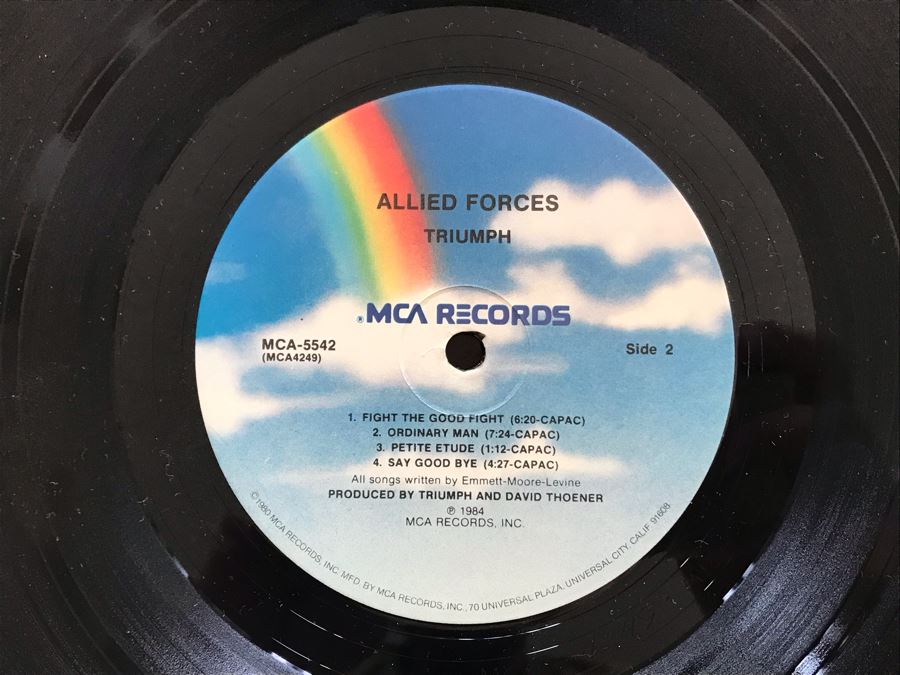 ALLIED FORCES
TRIUMPH
®MCA RECORDS
MCA-5542
(MCA4249)
Side 2
1. FIGHT THE GOOD FIGHT (6:20-CAPAC)
2. ORDINARY MAN (7:24-CAPAC)
3. PETITE ETUDE (1:12-CAPAC)
4. SAY GOOD BYE (4:27-CAPAC)
All songs written by Emmett-Moore-Levine
PRODUCED BY TRIUMPH AND DAVID THOENER
℗ 1984
MCA RECORDS, INC.
©1980 MCA RECORDS, INC. MFD. BY MCA RECORDS, INC., 70 UNIVERSAL PLAZA, UNIVERSAL CITY, CALIF. 91608